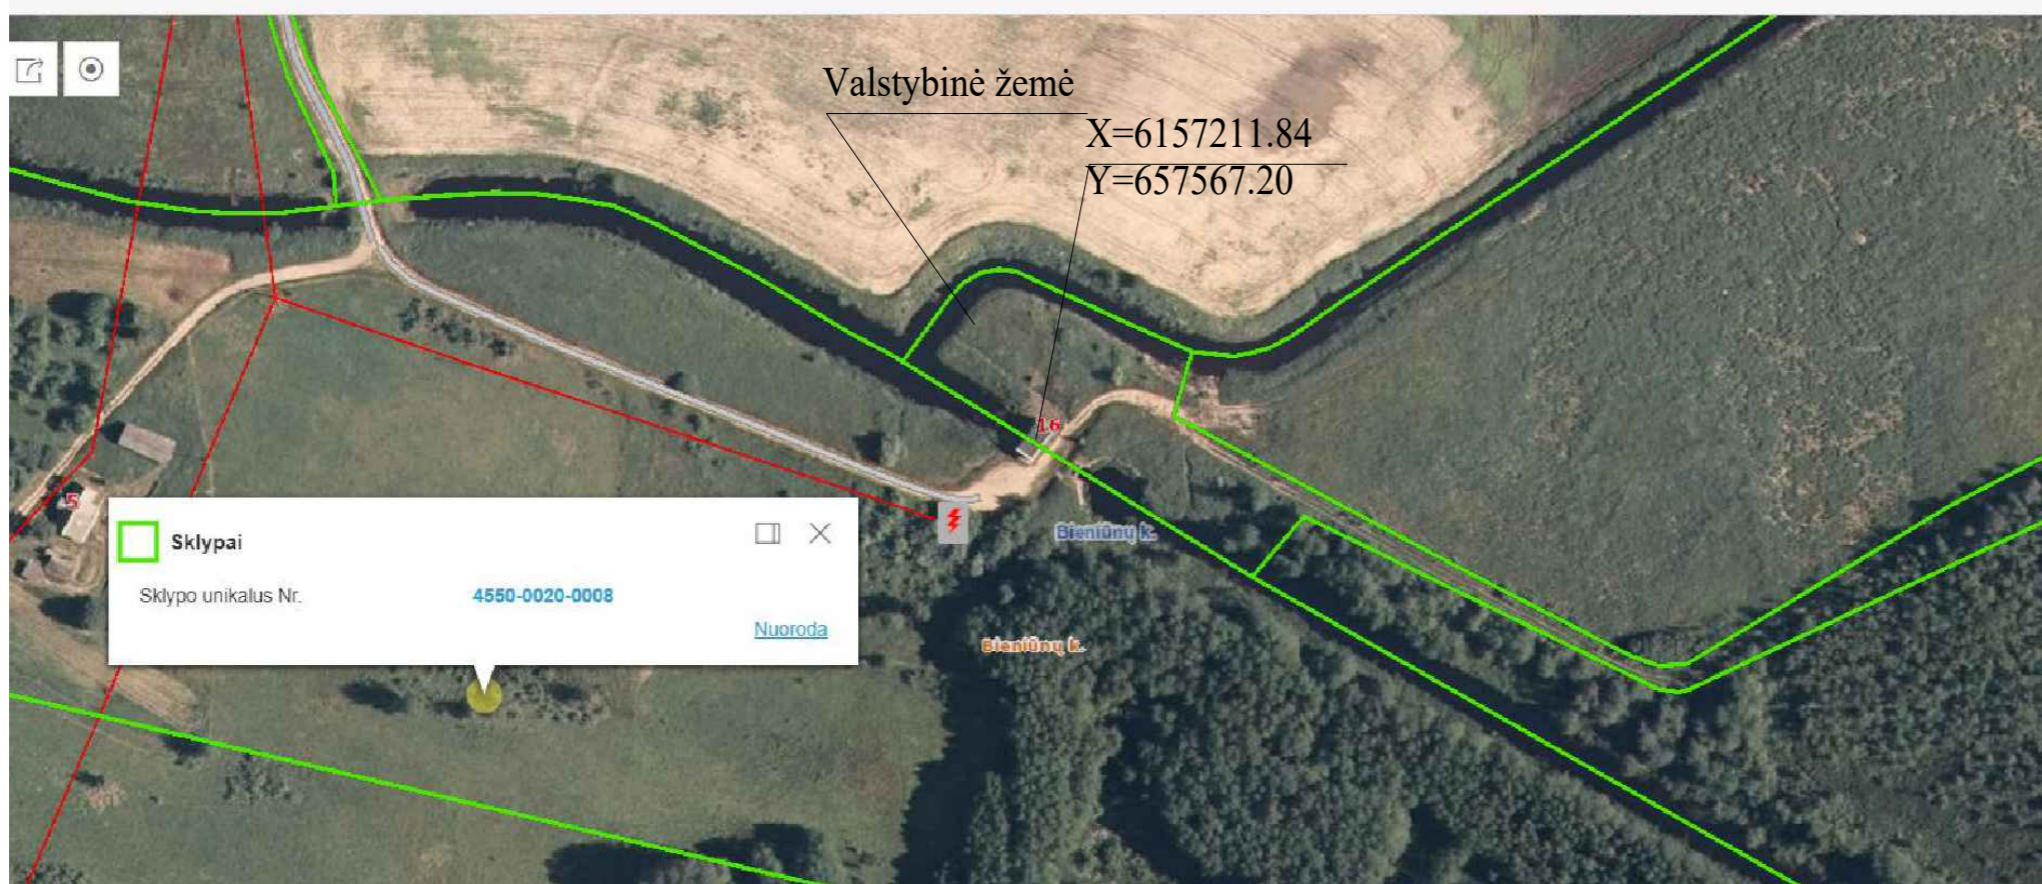 Valstybinė žemė
X=6157211.84
Y=657567.20
16
5
Bieniūnų k.
Sklypai
Sklypo unikalus Nr. 4550-0020-0008
Nuoroda
Bieniūnų k.